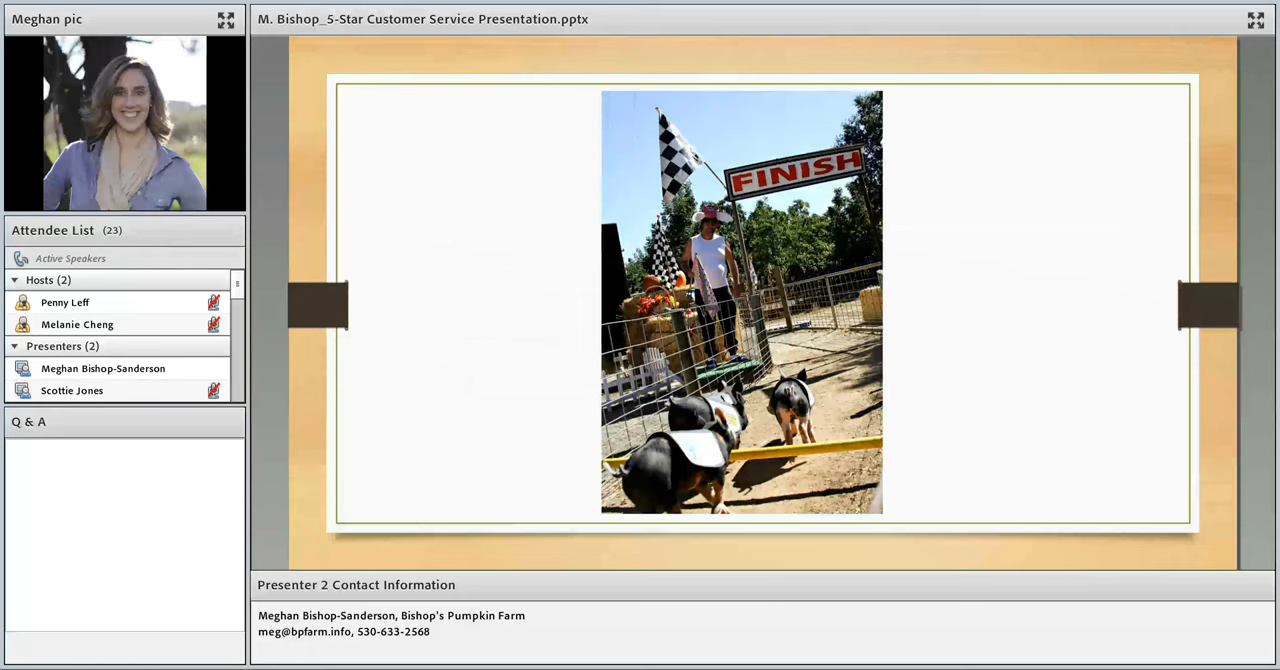 Meghan pic
M. Bishop_5-Star Customer Service Presentation.pptx
FINISH
Attendee List (23)
Active Speakers
Hosts (2)
Penny Leff
Melanie Cheng
Presenters (2)
Meghan Bishop-Sanderson
Scottie Jones
Q & A
Presenter 2 Contact Information
Meghan Bishop-Sanderson, Bishop's Pumpkin Farm
meg@bpfarm.info, 530-633-2568